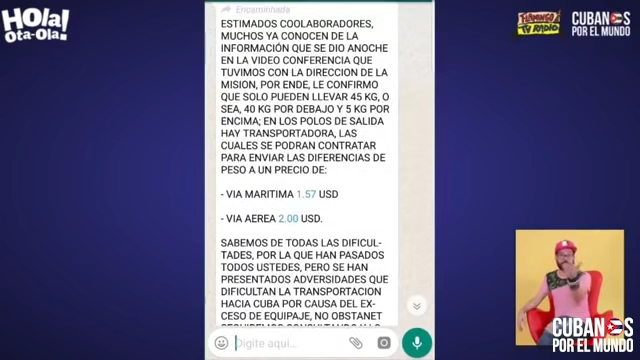 Hola!
Ota-Ola!
FLAMINGO
TV RADIO
CUBANOS
POR EL MUNDO
Encaminhada
ESTIMADOS COOLABORADORES,
MUCHOS YA CONOCEN DE LA
INFORMACIÓN QUE SE DIO ANOCHE
EN LA VIDEO CONFERENCIA QUE
TUVIMOS CON LA DIRECCION DE LA
MISION, POR ENDE, LE CONFIRMO
QUE SOLO PUEDEN LLEVAR 45 KG, O
SEA, 40 KG POR DEBAJO Y 5 KG POR
ENCIMA; EN LOS POLOS DE SALIDA
HAY TRANSPORTADORA, LAS
CUALES SE PODRAN CONTRATAR
PARA ENVIAR LAS DIFERENCIAS DE
PESO A UN PRECIO DE:
- VIA MARITIMA 1.57 USD
- VIA AEREA 2.00 USD.
SABEMOS DE TODAS LAS DIFICUL-
TADES, POR LA QUE HAN PASADOS
TODOS USTEDES, PERO SE HAN
PRESENTADOS ADVERSIDADES QUE
DIFICULTAN LA TRANSPORTACION
HACIA CUBA POR CAUSA DEL EX-
CESO DE EQUIPAJE, NO OBSTANET
Digite aqui...
CUBANOS
POR EL MUNDO